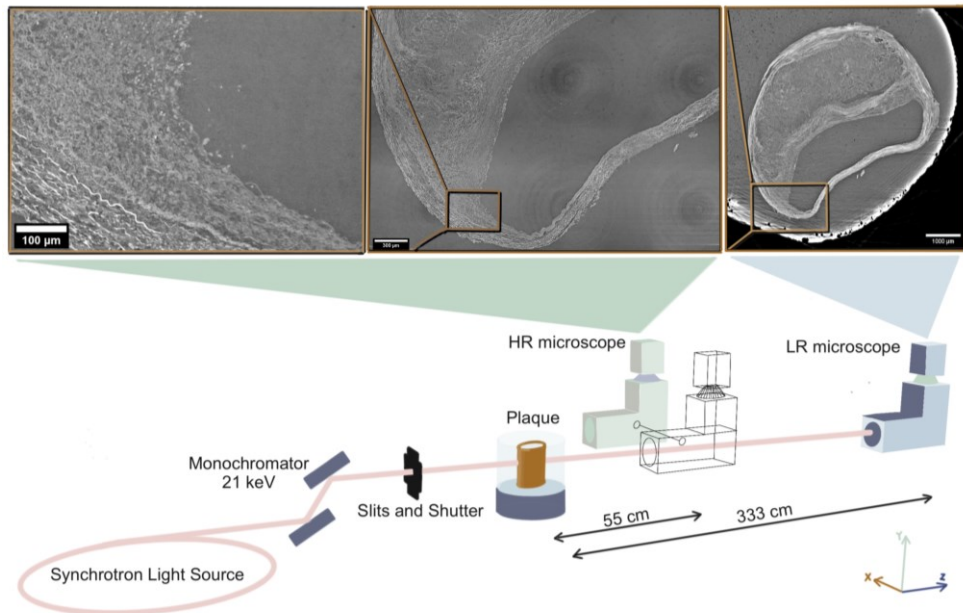 100 µm
300 µm
1000 µm
HR microscope
LR microscope
Plaque
Monochromator
21 keV
Slits and Shutter
55 cm
333 cm
Synchrotron Light Source
Y
X
Z